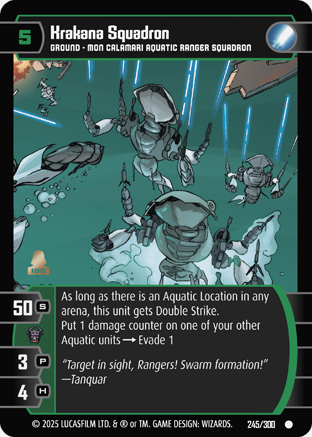 5 Krakana Squadron
GROUND - MON CALAMARI AQUATIC RANGER SQUADRON
50 S
As long as there is an Aquatic Location in any
arena, this unit gets Double Strike.
Put 1 damage counter on one of your other
Aquatic units → Evade 1
3 P
4 H
“Target in sight, Rangers! Swarm formation!”
—Tanquar
© 2025 LUCASFILM LTD. & ® or TM. GAME DESIGN: WIZARDS. 245/300